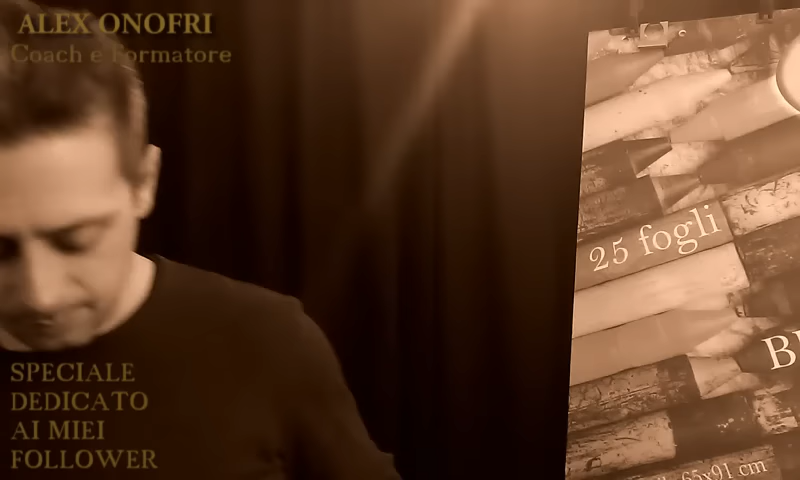 ALEX ONOFRI
Coach e Formatore
25 fogli
65x91 cm
SPECIALE
DEDICATO
AI MIEI
FOLLOWER